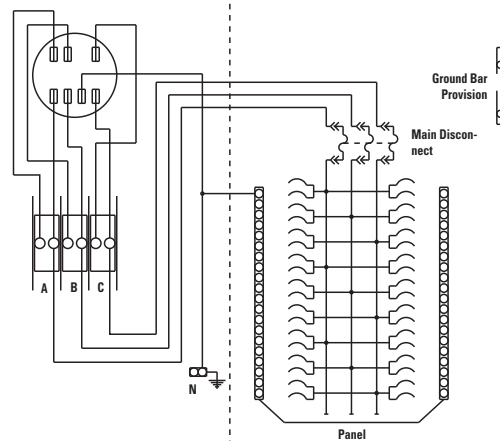 Ground Bar
Provision
Main Discon-
nect
A
B
C
N
Panel